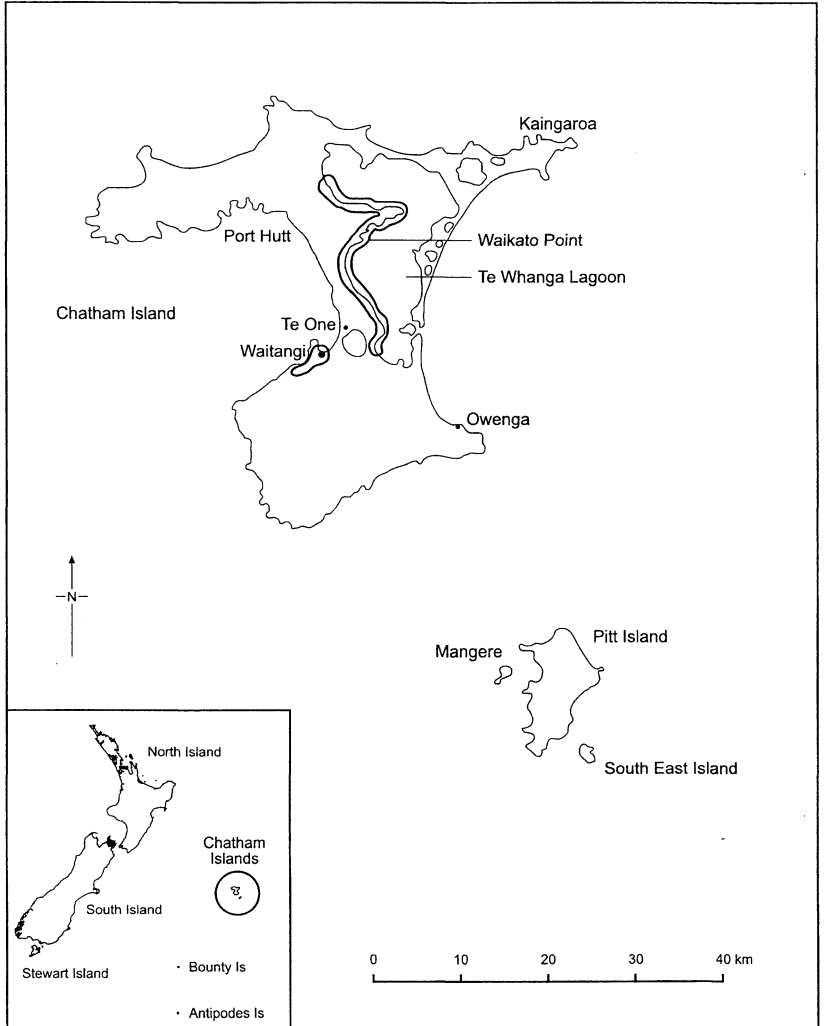 Kaingaroa
Port Hutt
Waikato Point
Te Whanga Lagoon
Chatham Island
Te One
Waitangi
Owenga
N
Pitt Island
Mangere
South East Island
North Island
Chatham
Islands
South Island
Stewart Island
Bounty Is
Antipodes Is
0 10 20 30 40 km